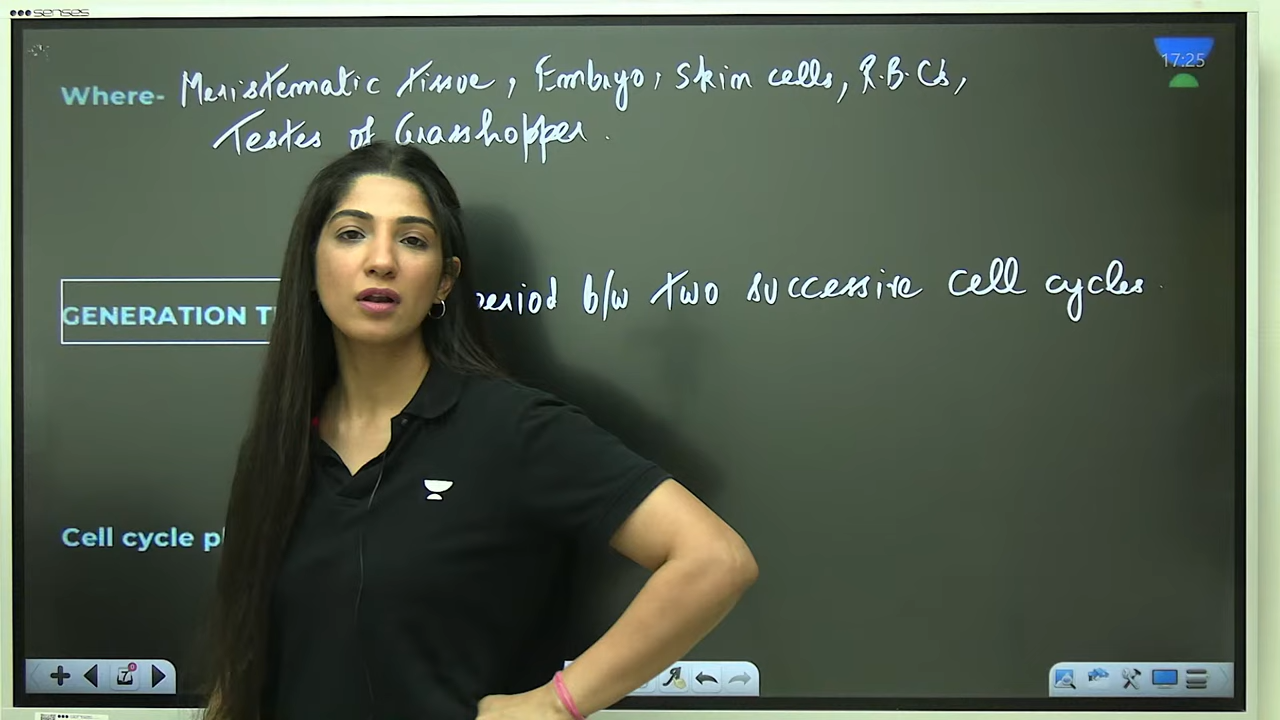 senses
17:25
Where- Meristematic tissue, Embryo, skin cells, R.B.Cs,
Testes of Grasshopper.
GENERATION period b/w two successive cell cycles.
Cell cycle